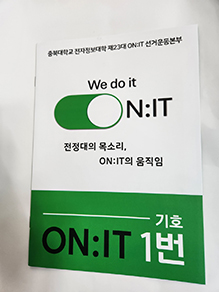 충북대학교 전자정보대학 제23대 ON:IT 선거운동본부
We do it
ON:IT
전정대의 목소리,
ON:IT의 움직임
기호
ON:IT 1번